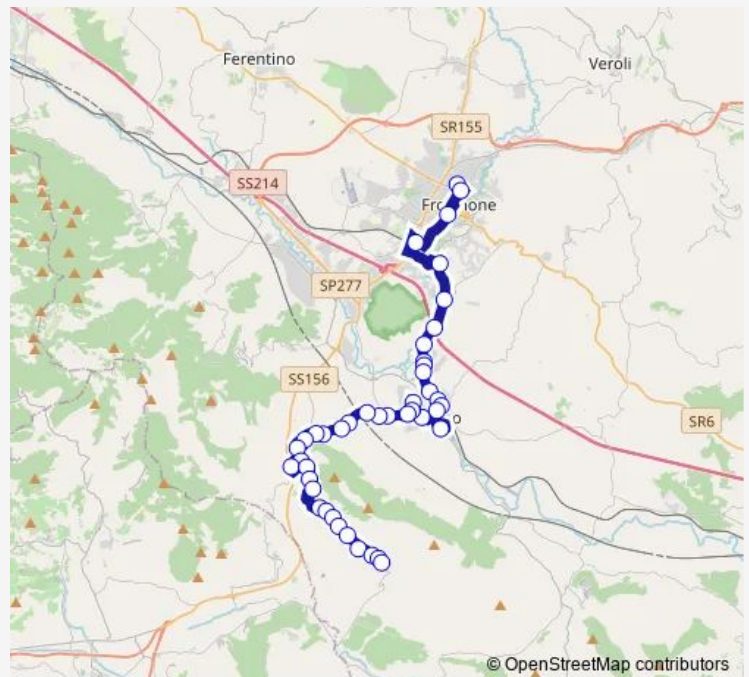 Ferentino
Veroli
SR155
SS214
SP277
SS156
SR6
© OpenStreetMap contributors